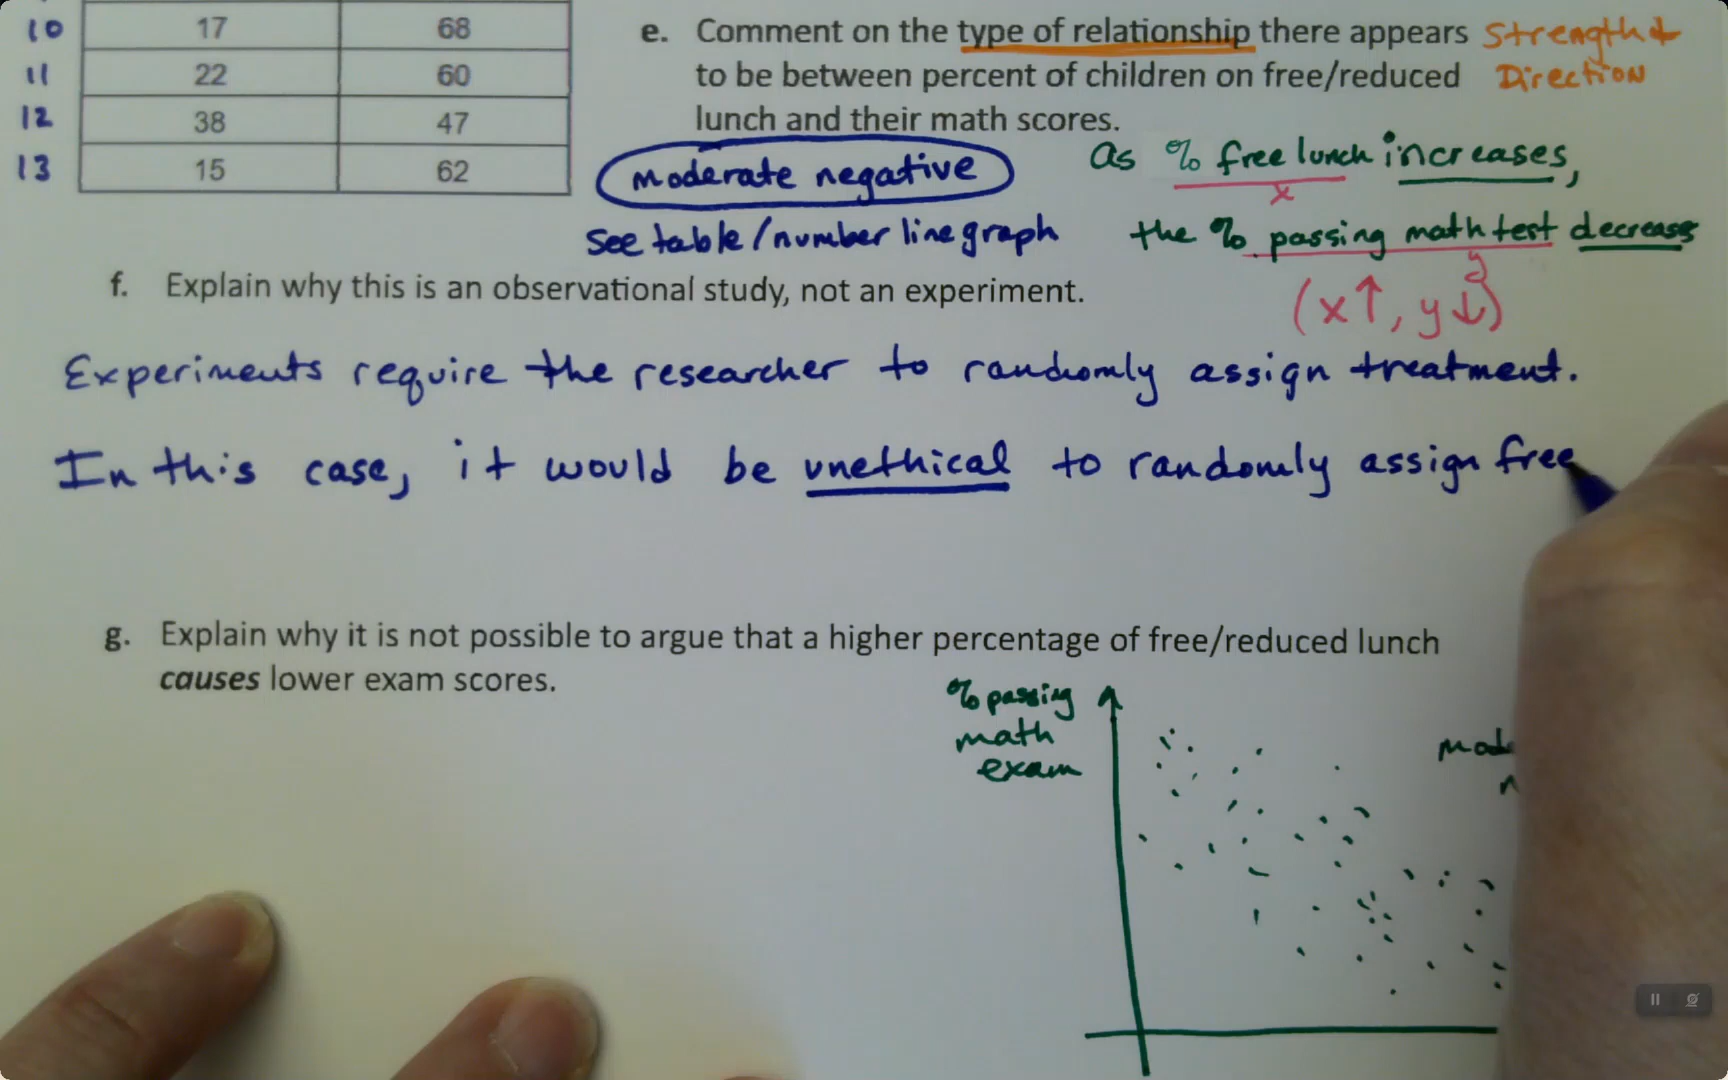 10 17 68
11 22 60
12 38 47
13 15 62
e. Comment on the type of relationship there appears
to be between percent of children on free/reduced
lunch and their math scores.
Strength &
Direction
moderate negative
see table/number line graph
As % free lunch increases,
x
the % passing math test decreases
y
(x↑, y↓)
f. Explain why this is an observational study, not an experiment.
Experiments require the researcher to randomly assign treatment.
In this case, it would be unethical to randomly assign free
g. Explain why it is not possible to argue that a higher percentage of free/reduced lunch
causes lower exam scores.
% passing
math
exam